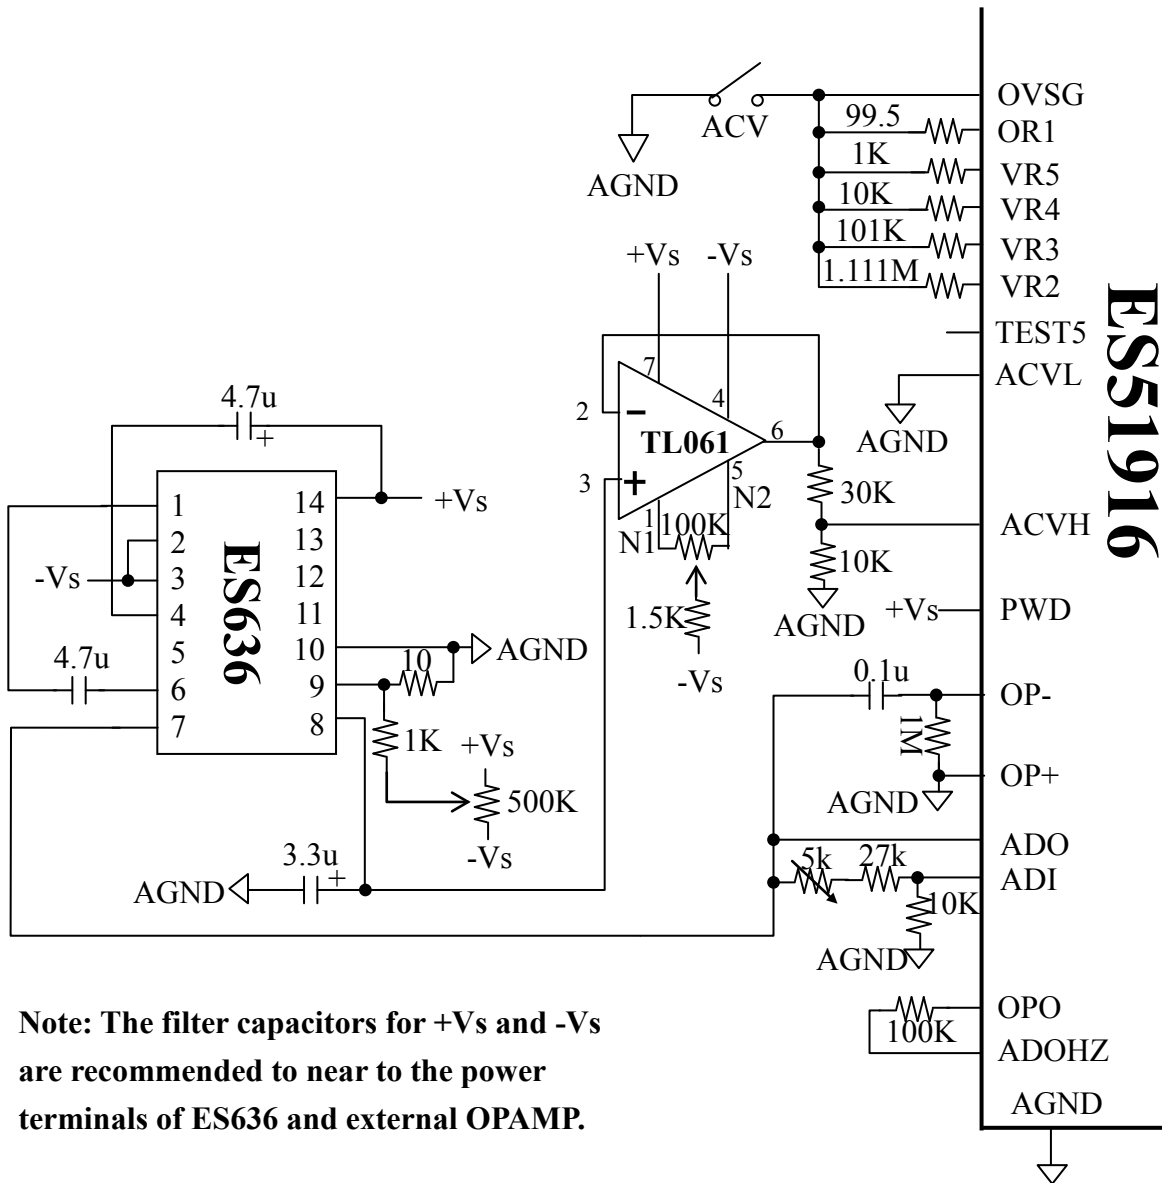 OVSG
99.5
OR1
ACV
1K
VR5
AGND
10K
VR4
101K
VR3
+Vs
-Vs
1.111M
VR2
ES51916
TEST5
7
ACVL
4.7u
+
4
2
AGND
TL061
6
3
5
30K
1
14
+Vs
N2
1
100K
ACVH
2
13
N1
10K
-Vs
3
ES636
12
4
11
1.5K
AGND
+Vs
PWD
5
10
AGND
4.7u
10
-Vs
0.1u
6
9
OP-
7
8
1K
+Vs
1M
500K
OP+
AGND
-Vs
ADO
3.3u
+
5k
27k
AGND
ADI
10K
AGND
Note: The filter capacitors for +Vs and -Vs
are recommended to near to the power
terminals of ES636 and external OPAMP.
OPO
100K
ADOHZ
AGND